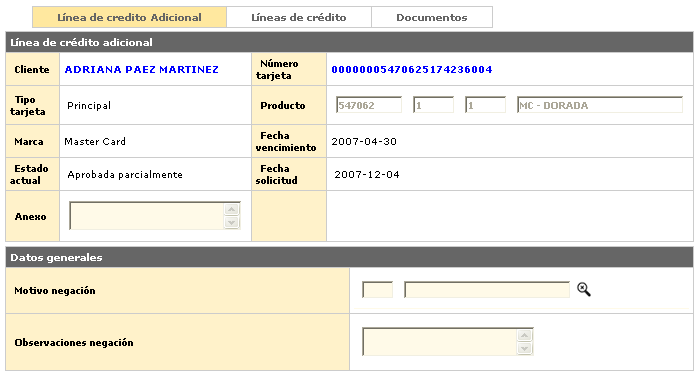 Línea de credito Adicional Líneas de crédito Documentos
Línea de crédito adicional
Cliente ADRIANA PAEZ MARTINEZ Número tarjeta 00000005470625174236004
Tipo tarjeta Principal Producto 547062 1 1 MC - DORADA
Marca Master Card Fecha vencimiento 2007-04-30
Estado actual Aprobada parcialmente Fecha solicitud 2007-12-04
Anexo
Datos generales
Motivo negación
Observaciones negación